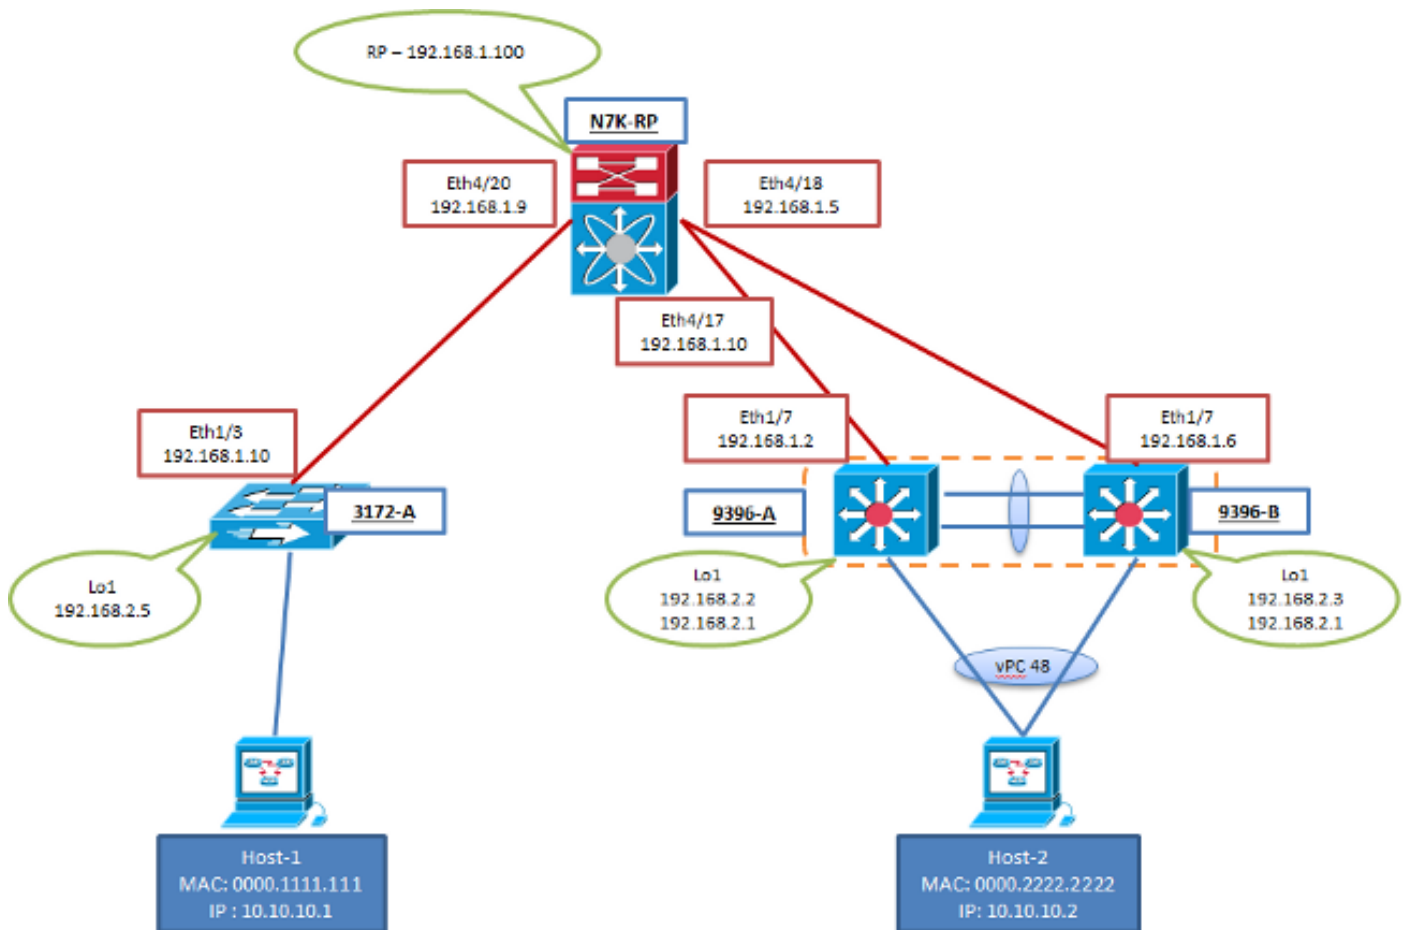 RP – 192.168.1.100
N7K-RP
Eth4/20
192.168.1.9
Eth4/18
192.168.1.5
Eth4/17
192.168.1.10
Eth1/3
192.168.1.10
Eth1/7
192.168.1.2
Eth1/7
192.168.1.6
3172-A
9396-A
9396-B
Lo1
192.168.2.5
Lo1
192.168.2.2
192.168.2.1
Lo1
192.168.2.3
192.168.2.1
vPC 48
Host-1
MAC: 0000.1111.111
IP : 10.10.10.1
Host-2
MAC: 0000.2222.2222
IP: 10.10.10.2